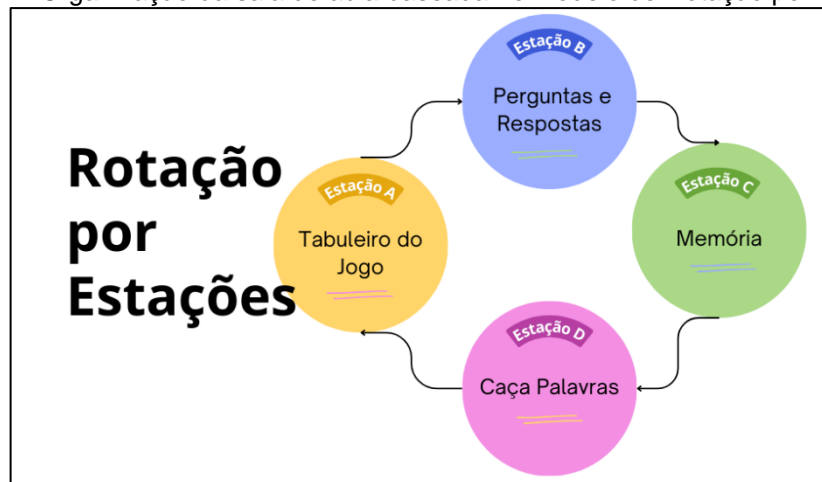 Rotação
por
Estações
Estação A
Tabuleiro do
Jogo
Estação B
Perguntas e
Respostas
Estação C
Memória
Estação D
Caça Palavras